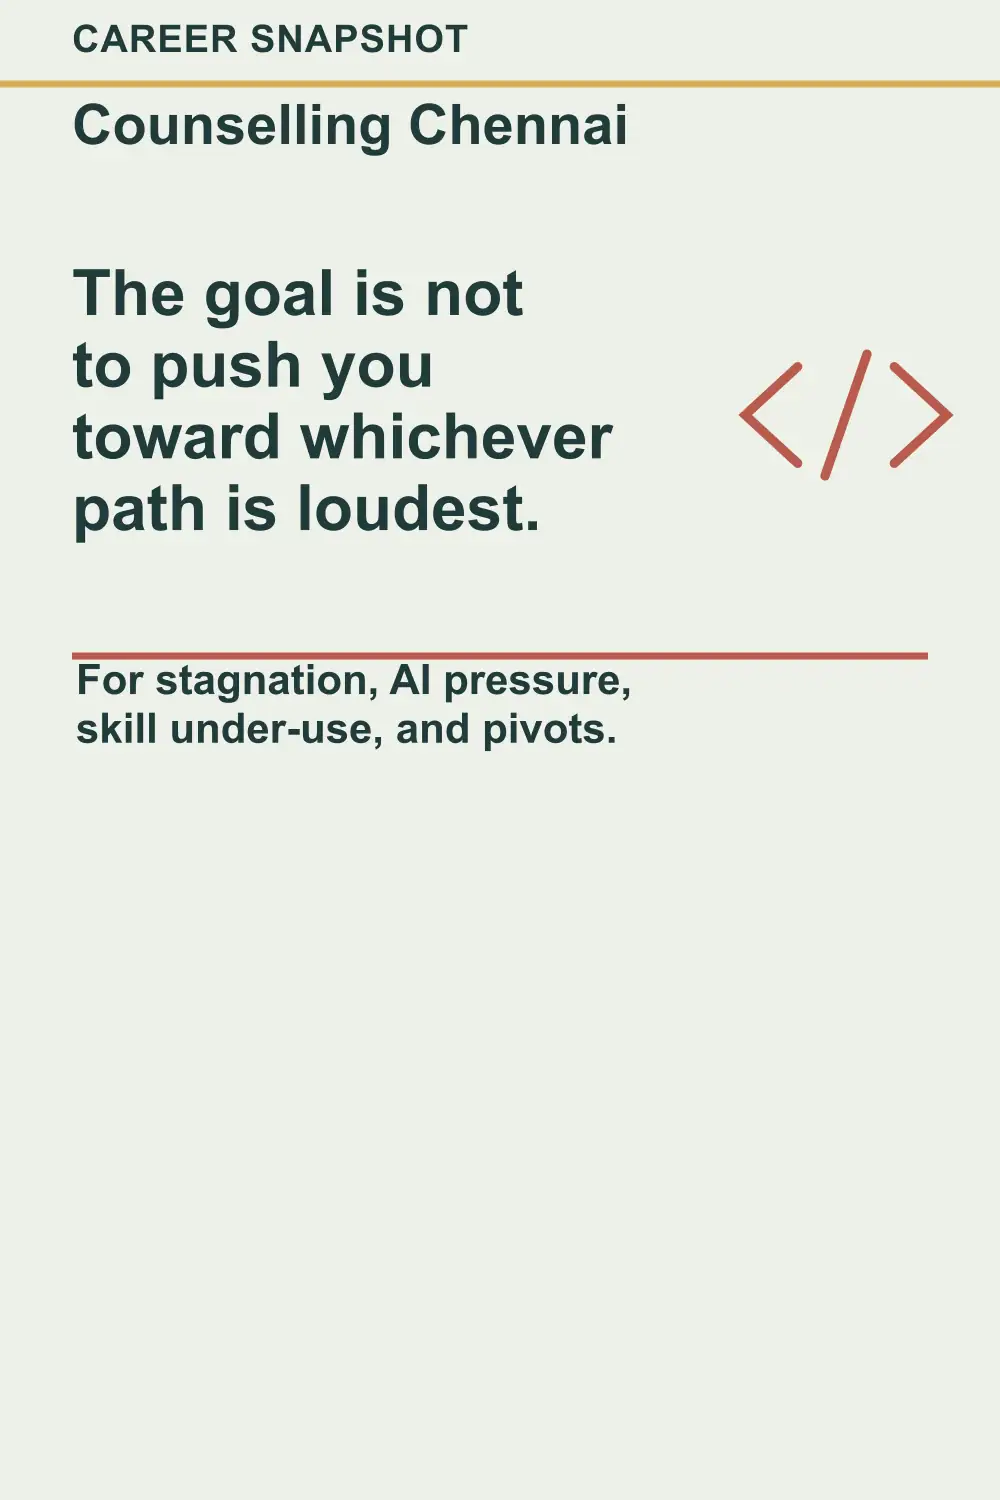 CAREER SNAPSHOT
Counselling Chennai
The goal is not
to push you
toward whichever
path is loudest.
For stagnation, AI pressure,
skill under-use, and pivots.